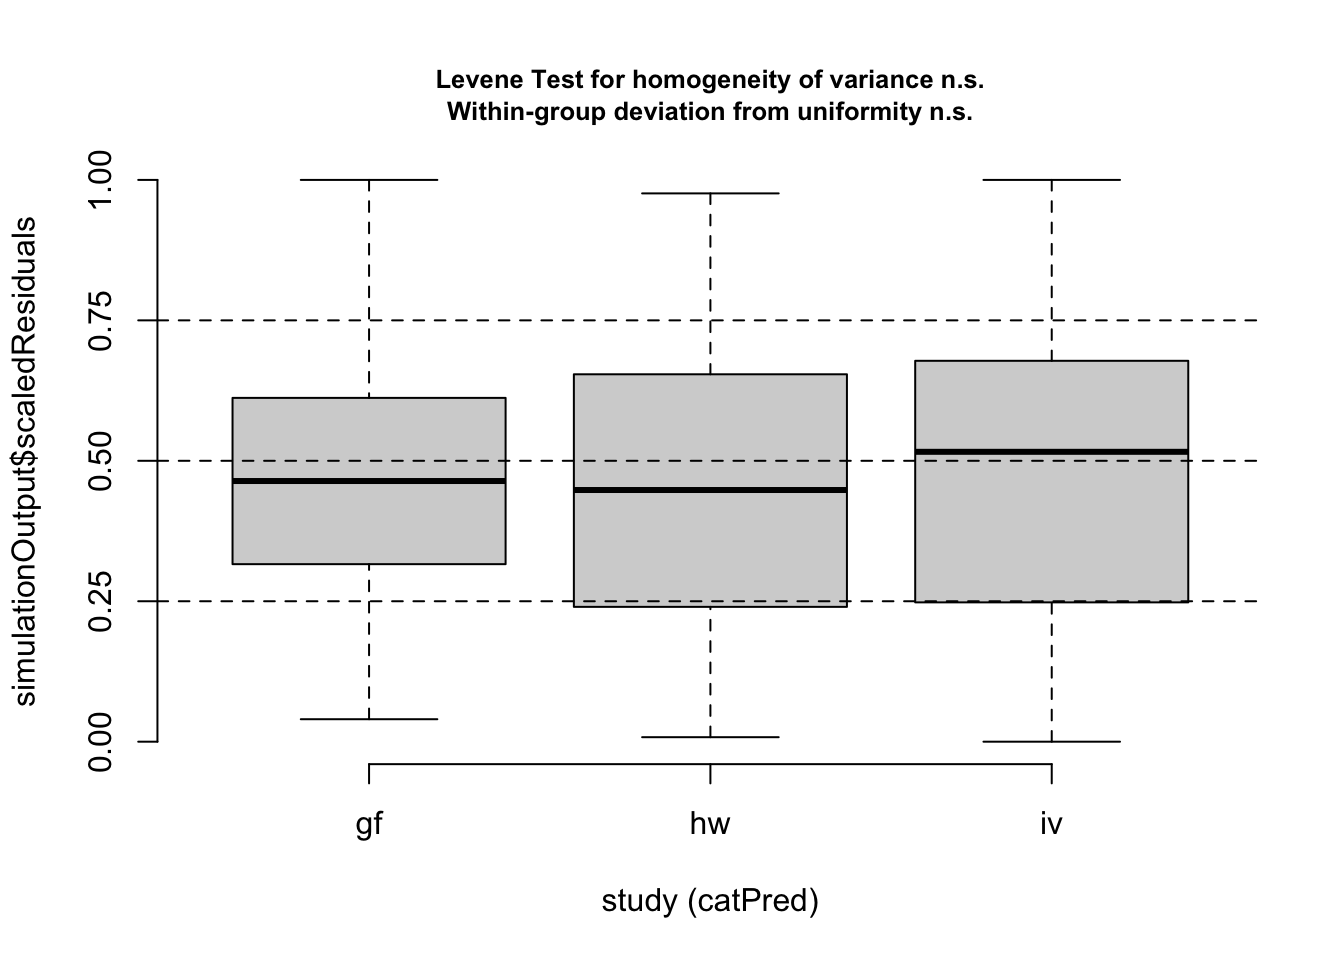 Levene Test for homogeneity of variance n.s.
Within-group deviation from uniformity n.s.
simulationOutput$scaledResiduals
1.00
0.75
0.50
0.25
0.00
gf hw iv
study (catPred)